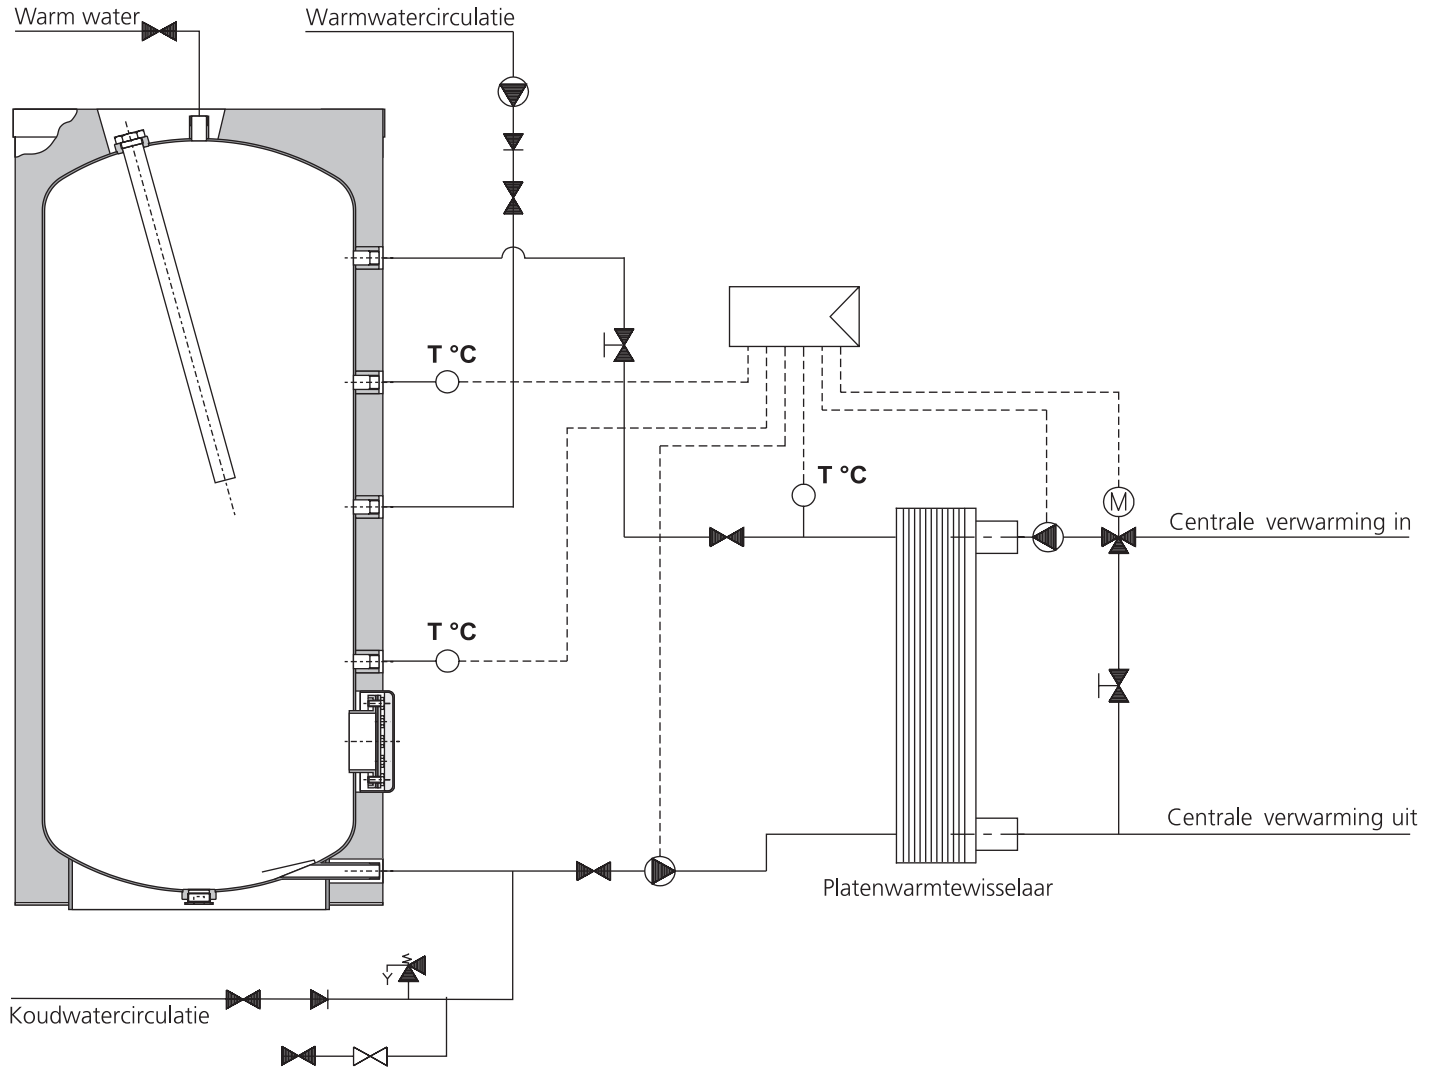 Warm water
Warmwatercirculatie
T °C
T °C
M
Centrale verwarming in
T °C
Centrale verwarming uit
Platenwarmtewisselaar
Koudwatercirculatie